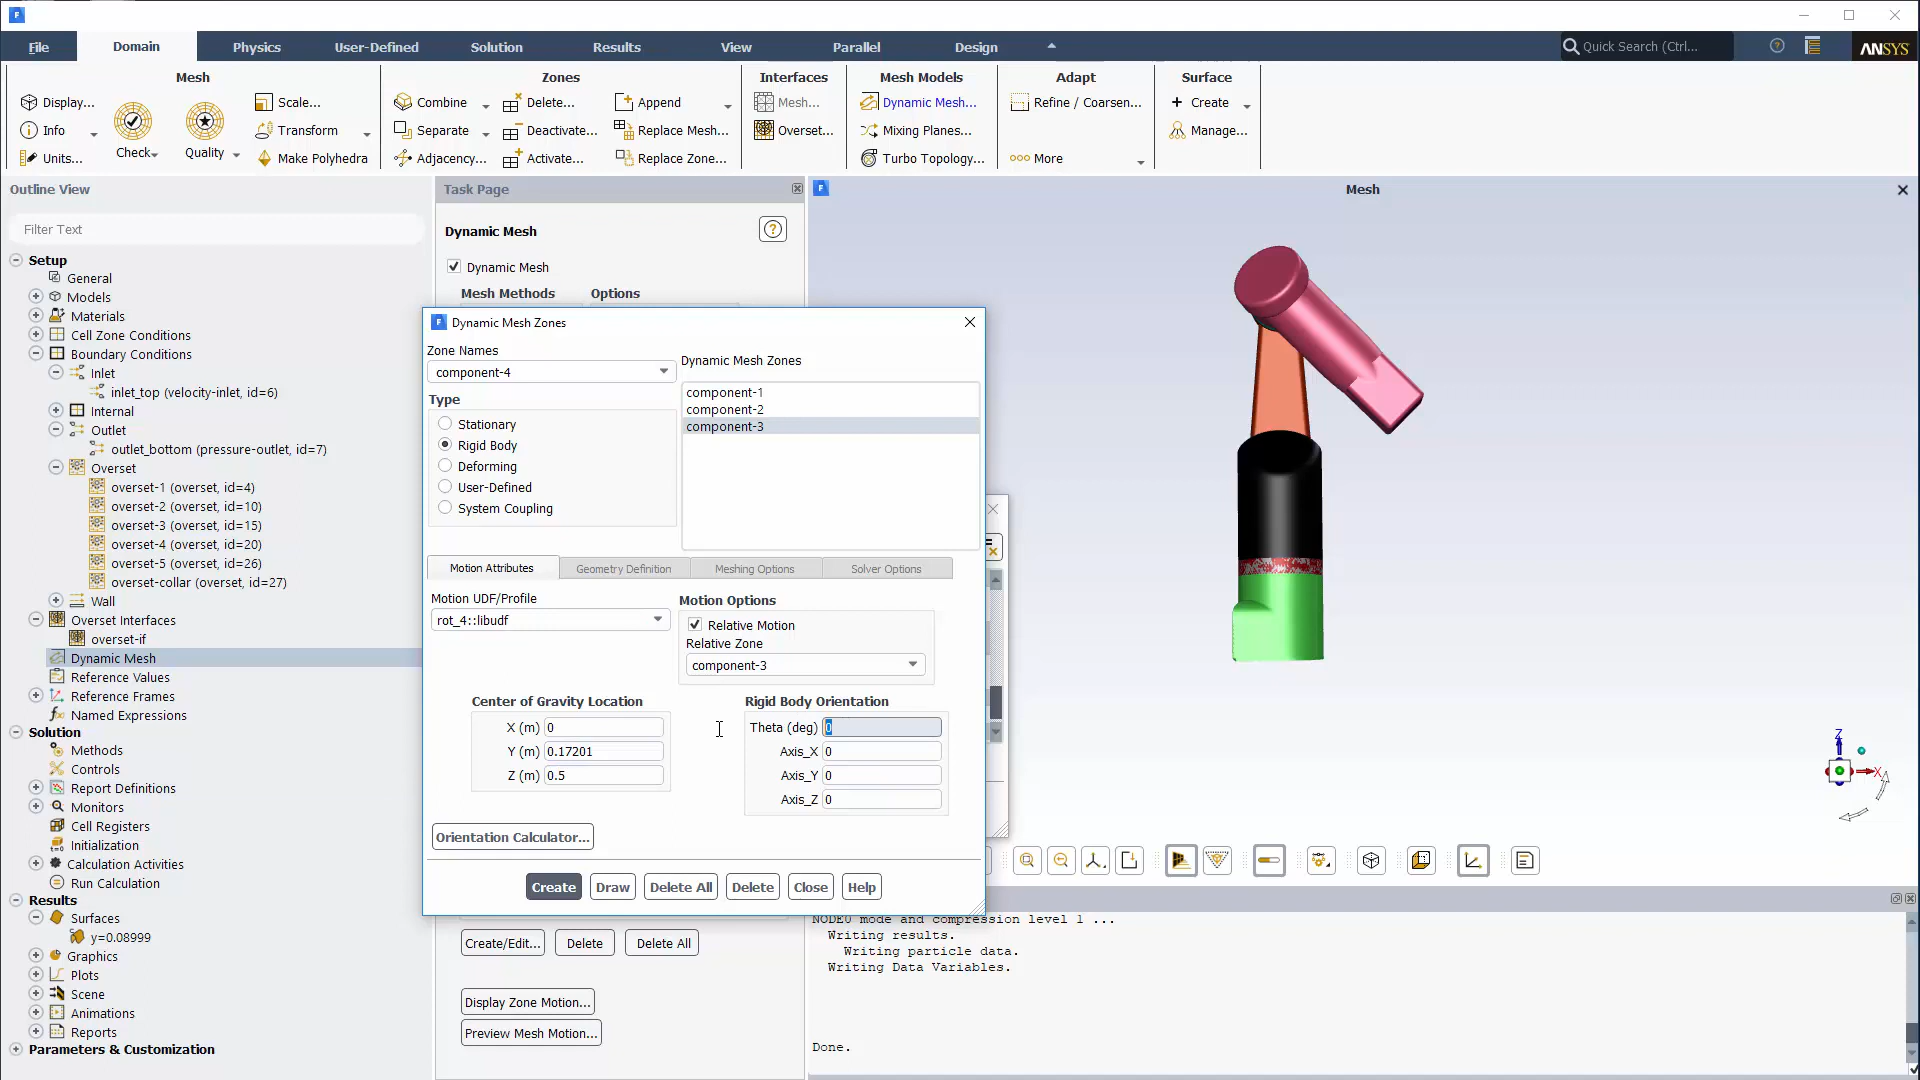 File
Domain
Physics
User-Defined
Solution
Results
View
Parallel
Design
Quick Search (Ctrl...
ANSYS
Mesh
Display...
Info
Units...
Check
Quality
Scale...
Transform
Make Polyhedra
Zones
Combine
Separate
Adjacency...
Delete...
Deactivate...
Activate...
Append
Replace Mesh...
Replace Zone...
Interfaces
Mesh...
Overset...
Mesh Models
Dynamic Mesh...
Mixing Planes...
Turbo Topology...
Adapt
Refine / Coarsen...
More
Surface
Create
Manage...
Outline View
Filter Text
Setup
General
Models
Materials
Cell Zone Conditions
Boundary Conditions
Inlet
inlet_top (velocity-inlet, id=6)
Internal
Outlet
outlet_bottom (pressure-outlet, id=7)
Overset
overset-1 (overset, id=4)
overset-2 (overset, id=10)
overset-3 (overset, id=15)
overset-4 (overset, id=20)
overset-5 (overset, id=26)
overset-collar (overset, id=27)
Wall
Overset Interfaces
overset-if
Dynamic Mesh
Reference Values
Reference Frames
Named Expressions
Solution
Methods
Controls
Report Definitions
Monitors
Cell Registers
Initialization
Calculation Activities
Run Calculation
Results
Surfaces
y=0.08999
Graphics
Plots
Scene
Animations
Reports
Parameters & Customization
Task Page
Dynamic Mesh
Dynamic Mesh
Mesh Methods
Options
Dynamic Mesh Zones
Zone Names
component-4
Type
Stationary
Rigid Body
Deforming
User-Defined
System Coupling
Dynamic Mesh Zones
component-1
component-2
component-3
Motion Attributes
Geometry Definition
Meshing Options
Solver Options
Motion UDF/Profile
rot_4::libudf
Motion Options
Relative Motion
Relative Zone
component-3
Center of Gravity Location
X (m) 0
Y (m) 0.17201
Z (m) 0.5
Rigid Body Orientation
Theta (deg) 0
Axis_X 0
Axis_Y 0
Axis_Z 0
Orientation Calculator...
Create
Draw
Delete All
Delete
Close
Help
Create/Edit...
Delete
Delete All
Display Zone Motion...
Preview Mesh Motion...
Mesh
Z
X
NODE0 mode and compression level 1 ...
Writing results.
Writing particle data.
Writing Data Variables.
Done.